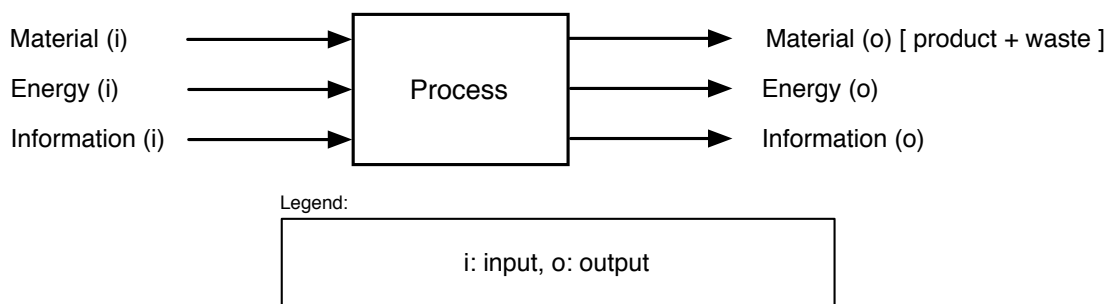 Material (i)
Energy (i)
Information (i)
Process
Material (o) [ product + waste ]
Energy (o)
Information (o)
Legend:
i: input, o: output